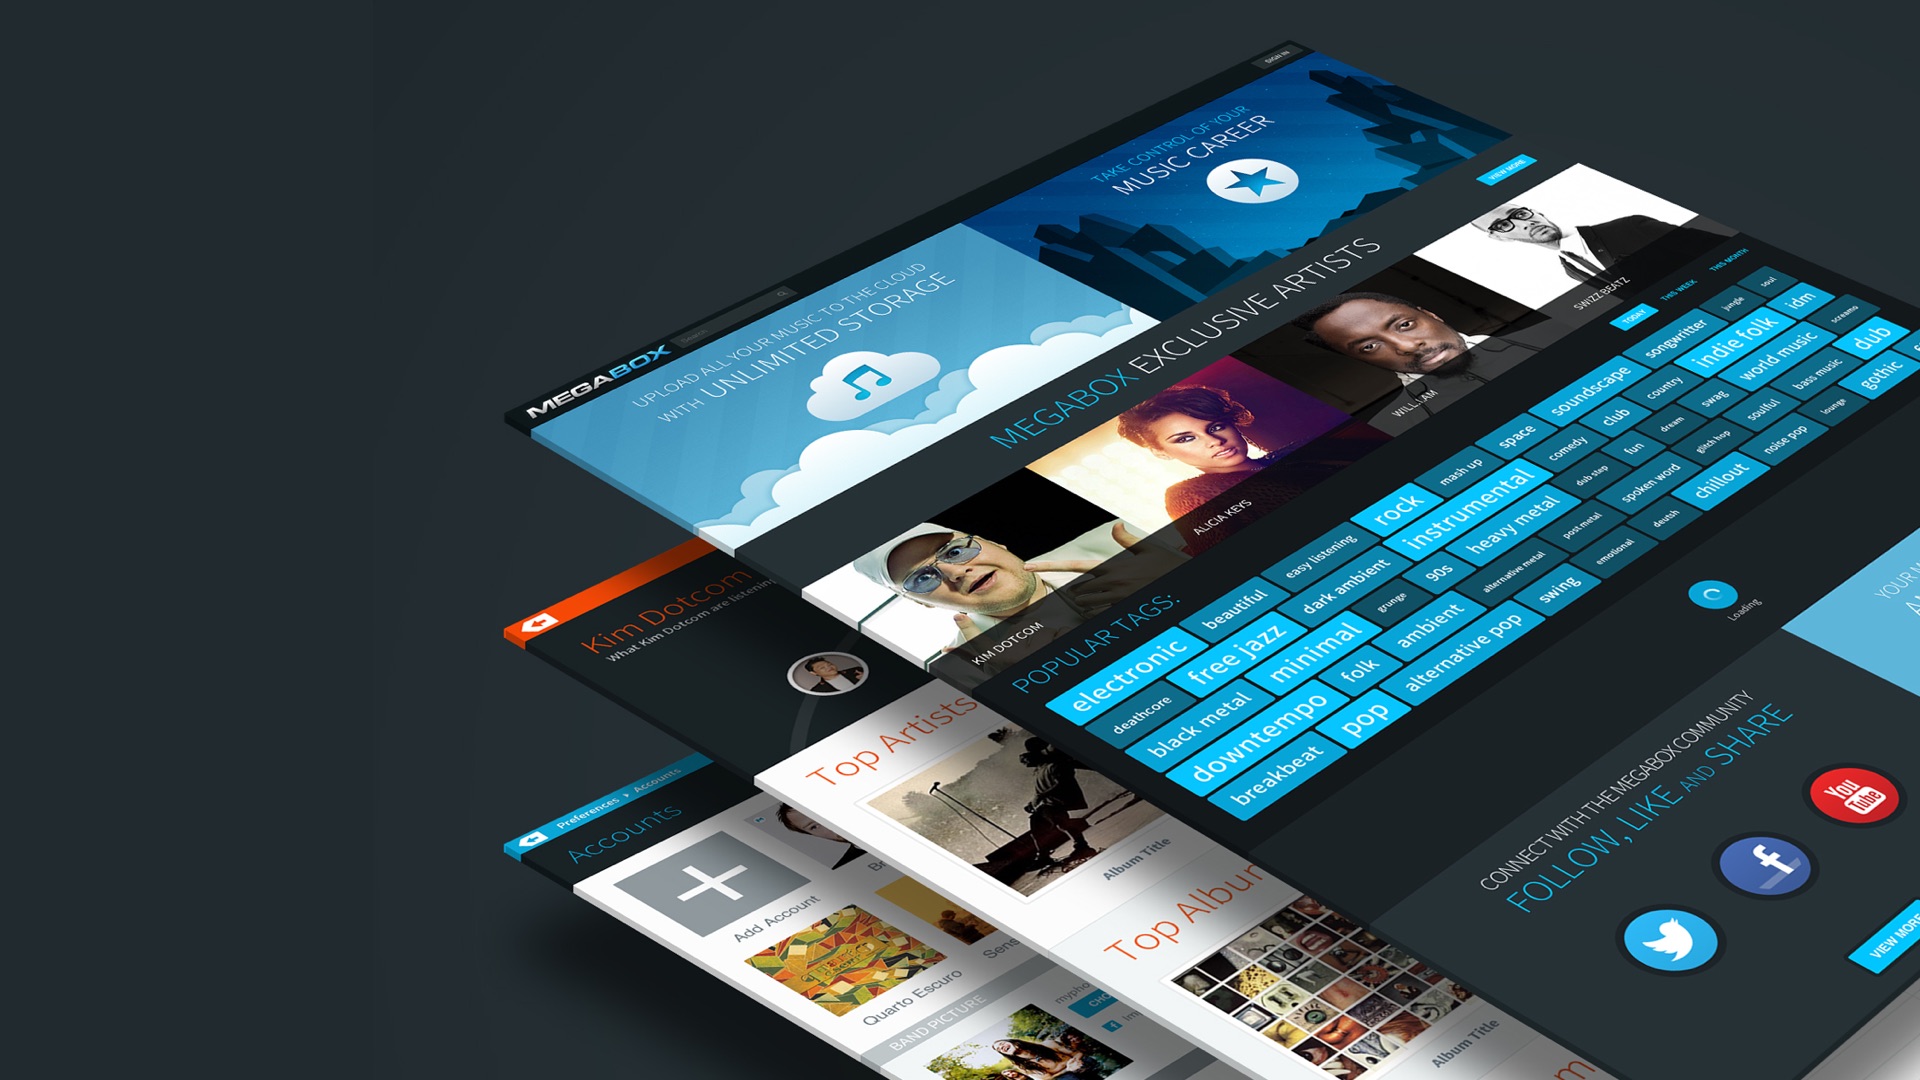 SIGN IN
MEGABOX
Search
TAKE CONTROL OF YOUR
MUSIC CAREER
UPLOAD ALL YOUR MUSIC TO THE CLOUD
WITH UNLIMITED STORAGE
MEGABOX EXCLUSIVE ARTISTS
VIEW MORE
KIM DOTCOM
ALICIA KEYS
WILL.I.AM
SWIZZ BEATZ
POPULAR TAGS:
TODAY
THIS WEEK
THIS MONTH
electronic
beautiful
easy listening
rock
mash up
space
soundscape
songwritter
jungle
soul
deathcore
free jazz
dark ambient
instrumental
comedy
club
country
indie folk
idm
black metal
minimal
grunge
90s
heavy metal
dub step
fun
dream
swag
world music
screamo
downtempo
folk
ambient
alternative metal
post metal
spoken word
glitch hop
soulful
bass music
dub
breakbeat
pop
alternative pop
swing
emotional
deutsh
chillout
noise pop
lounge
gothic
Loading
YOUR M
CONNECT WITH THE MEGABOX COMMUNITY
FOLLOW, LIKE AND SHARE
You
Tube
f
VIEW MORE
Kim Dotcom
What Kim Dotcom are listening
Top Artists
Album Title
Top Album
Album Title
Preferences
Accounts
Accounts
Add Account
Br
Quarto Escuro
Sens
BAND PICTURE
mypho
CHO